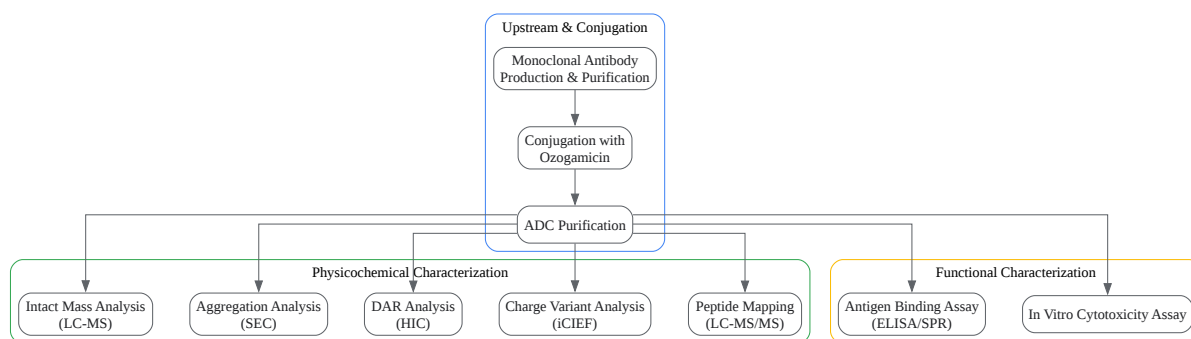 Upstream & Conjugation
Monoclonal Antibody
Production & Purification
Conjugation with
Ozogamicin
ADC Purification
Physicochemical Characterization
Functional Characterization
Intact Mass Analysis
(LC-MS)
Aggregation Analysis
(SEC)
DAR Analysis
(HIC)
Charge Variant Analysis
(iCIEF)
Peptide Mapping
(LC-MS/MS)
Antigen Binding Assay
(ELISA/SPR)
In Vitro Cytotoxicity Assay